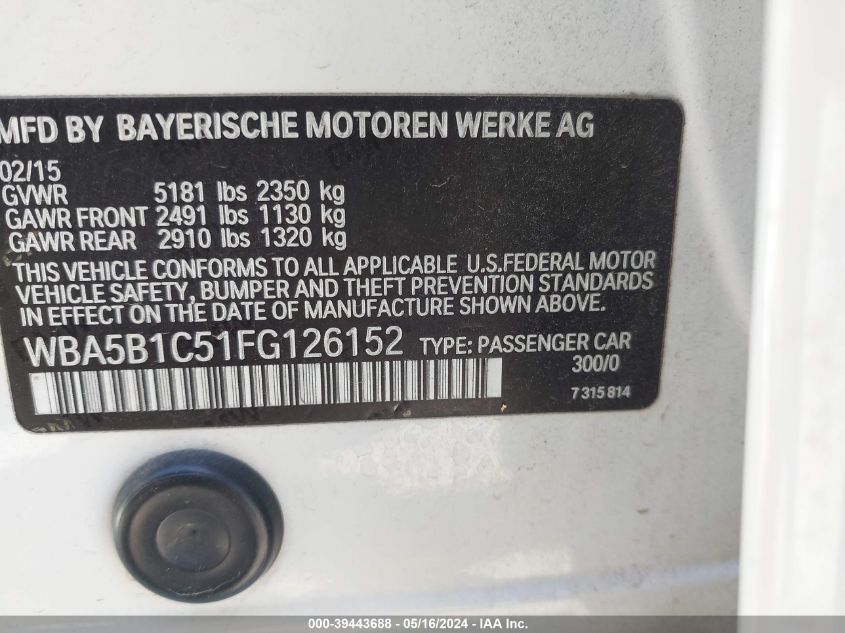 MFD BY BAYERISCHE MOTOREN WERKE AG
02/15
GVWR 5181 lbs 2350 kg
GAWR FRONT 2491 lbs 1130 kg
GAWR REAR 2910 lbs 1320 kg
THIS VEHICLE CONFORMS TO ALL APPLICABLE U.S.FEDERAL MOTOR
VEHICLE SAFETY, BUMPER AND THEFT PREVENTION STANDARDS
IN EFFECT ON THE DATE OF MANUFACTURE SHOWN ABOVE.
WBA5B1C51FG126152 TYPE: PASSENGER CAR
300/0
7 315 814
000-39443688 - 05/16/2024 - IAA Inc.